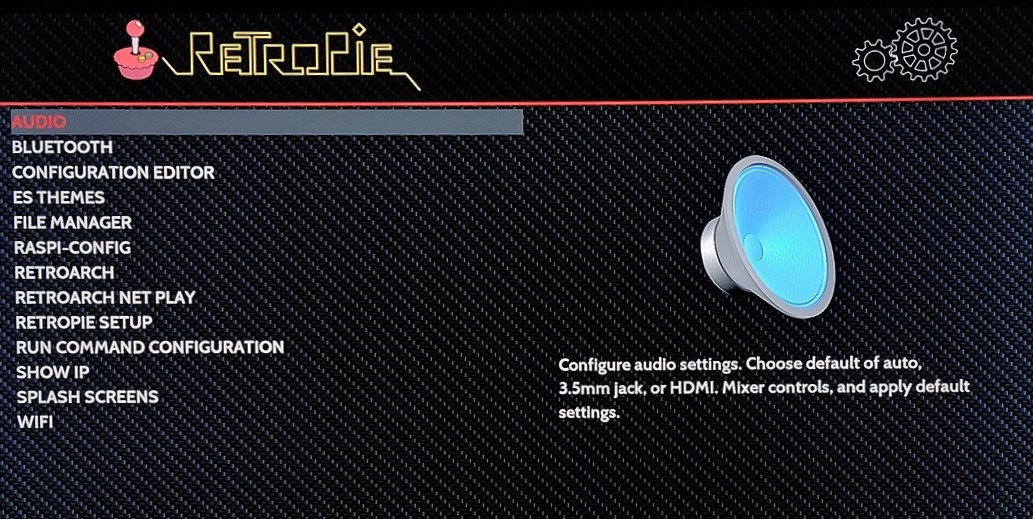 RETROPIE
AUDIO
BLUETOOTH
CONFIGURATION EDITOR
ES THEMES
FILE MANAGER
RASPI-CONFIG
RETROARCH
RETROARCH NET PLAY
RETROPIE SETUP
RUN COMMAND CONFIGURATION
SHOW IP
SPLASH SCREENS
WIFI
Configure audio settings. Choose default of auto,
3.5mm jack, or HDMI. Mixer controls, and apply default
settings.